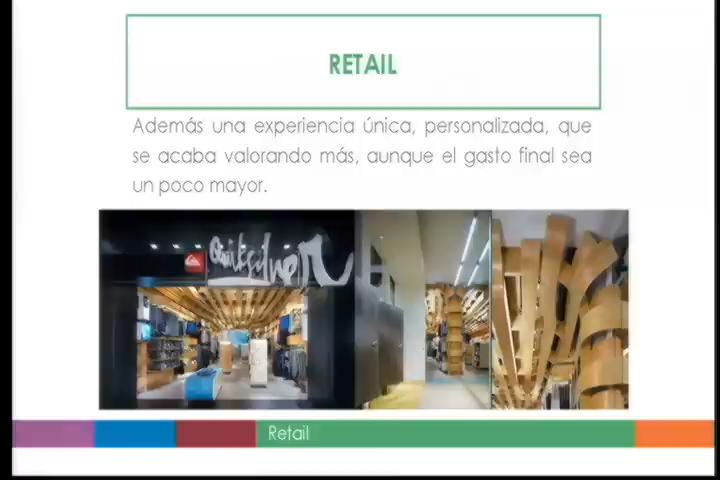 RETAIL
Además una experiencia única, personalizada, que
se acaba valorando más, aunque el gasto final sea
un poco mayor.
Quiksilver
Retail